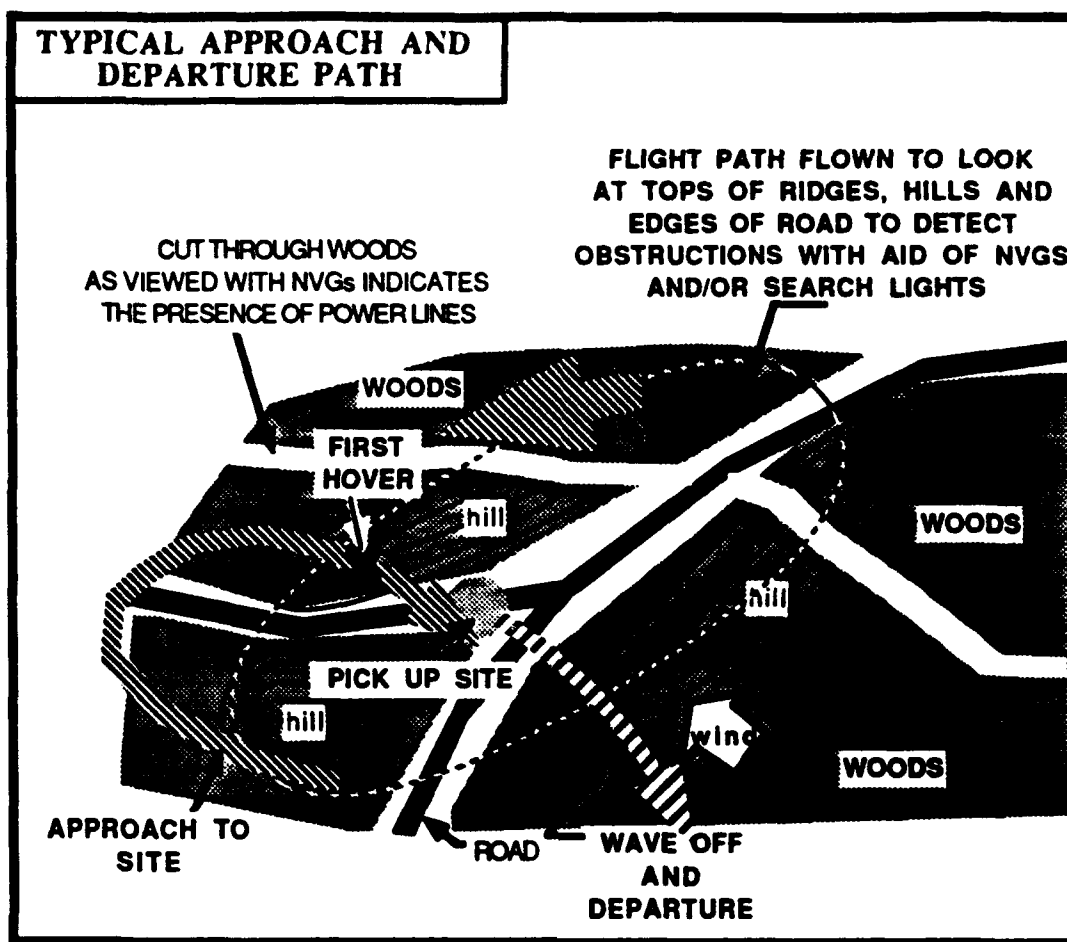 TYPICAL APPROACH AND
DEPARTURE PATH
FLIGHT PATH FLOWN TO LOOK
AT TOPS OF RIDGES, HILLS AND
EDGES OF ROAD TO DETECT
OBSTRUCTIONS WITH AID OF NVGS
AND/OR SEARCH LIGHTS
CUT THROUGH WOODS
AS VIEWED WITH NVGs INDICATES
THE PRESENCE OF POWER LINES
WOODS
FIRST
HOVER
hill
WOODS
hill
PICK UP SITE
hill
wind
WOODS
APPROACH TO
SITE
ROAD
WAVE OFF
AND
DEPARTURE